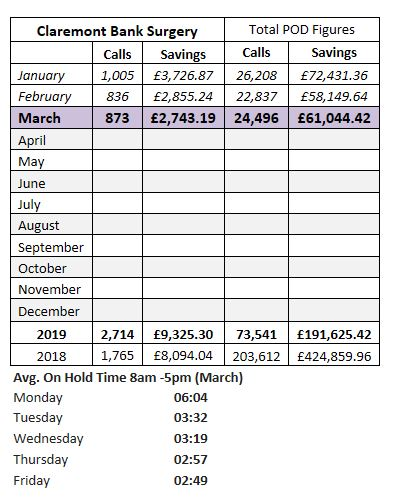 Claremont Bank Surgery Total POD Figures
Calls Savings Calls Savings
January 1,005 £3,726.87 26,208 £72,431.36
February 836 £2,855.24 22,837 £58,149.64
March 873 £2,743.19 24,496 £61,044.42
April
May
June
July
August
September
October
November
December
2019 2,714 £9,325.30 73,541 £191,625.42
2018 1,765 £8,094.04 203,612 £424,859.96
Avg. On Hold Time 8am -5pm (March)
Monday 06:04
Tuesday 03:32
Wednesday 03:19
Thursday 02:57
Friday 02:49